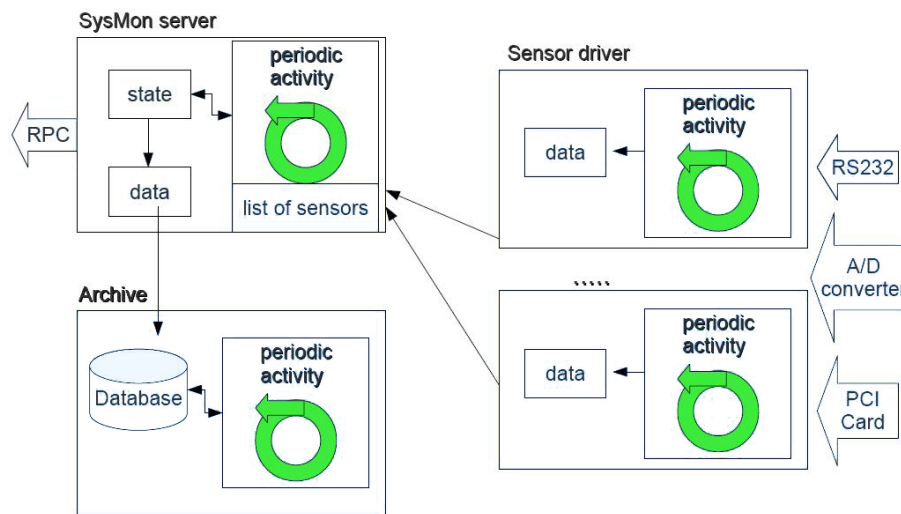 SysMon server
periodic
activity
state
RPC
data
list of sensors
Sensor driver
periodic
activity
data
RS232
A/D
converter
.....
Archive
periodic
activity
Database
periodic
activity
data
PCI
Card